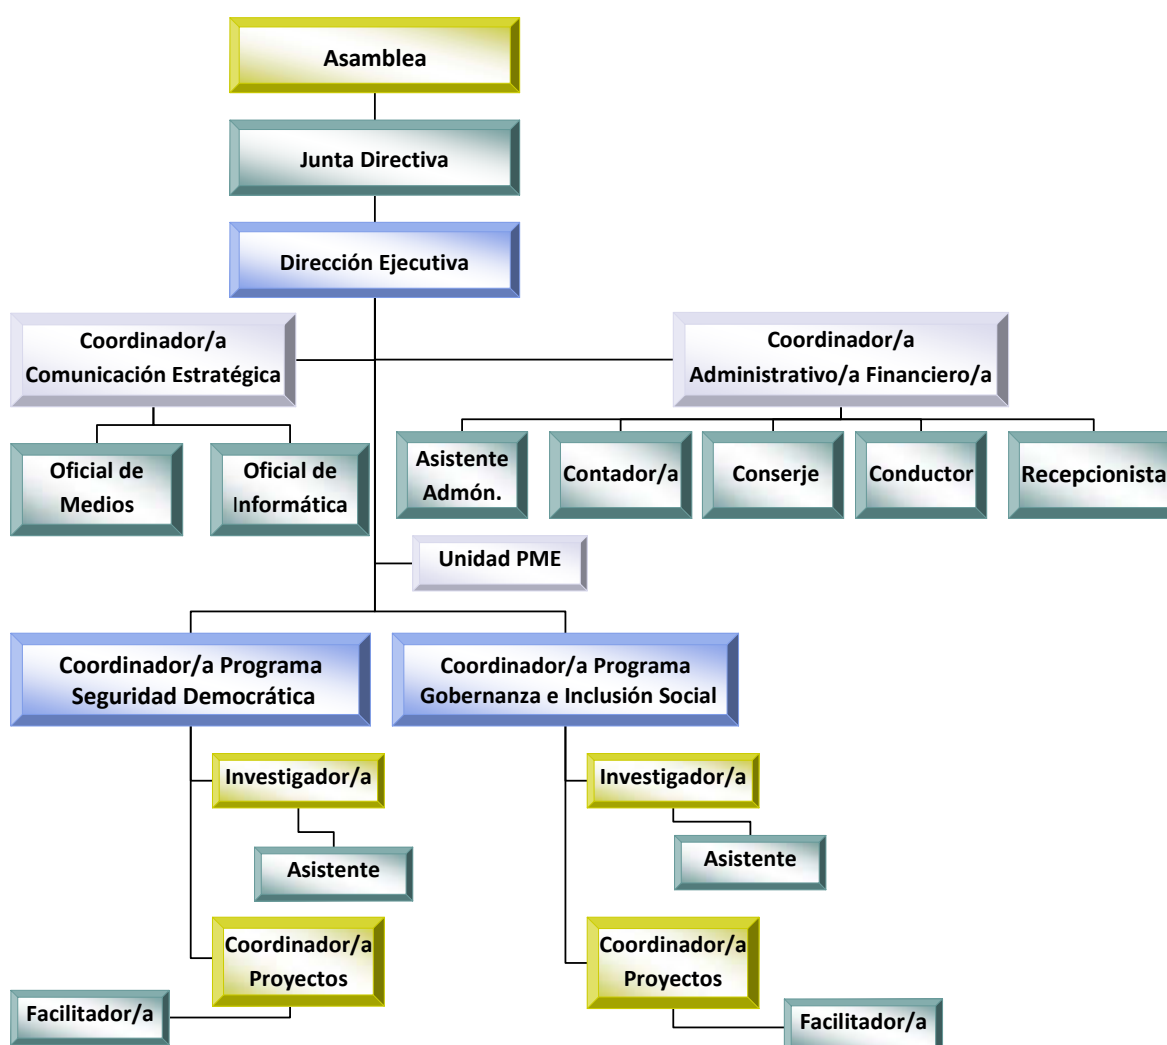 Asamblea
Junta Directiva
Dirección Ejecutiva
Coordinador/a
Comunicación Estratégica
Coordinador/a
Administrativo/a Financiero/a
Oficial de
Medios
Oficial de
Informática
Asistente
Admón.
Contador/a
Conserje
Conductor
Recepcionista
Unidad PME
Coordinador/a Programa
Seguridad Democrática
Coordinador/a Programa
Gobernanza e Inclusión Social
Investigador/a
Asistente
Coordinador/a
Proyectos
Facilitador/a
Investigador/a
Asistente
Coordinador/a
Proyectos
Facilitador/a